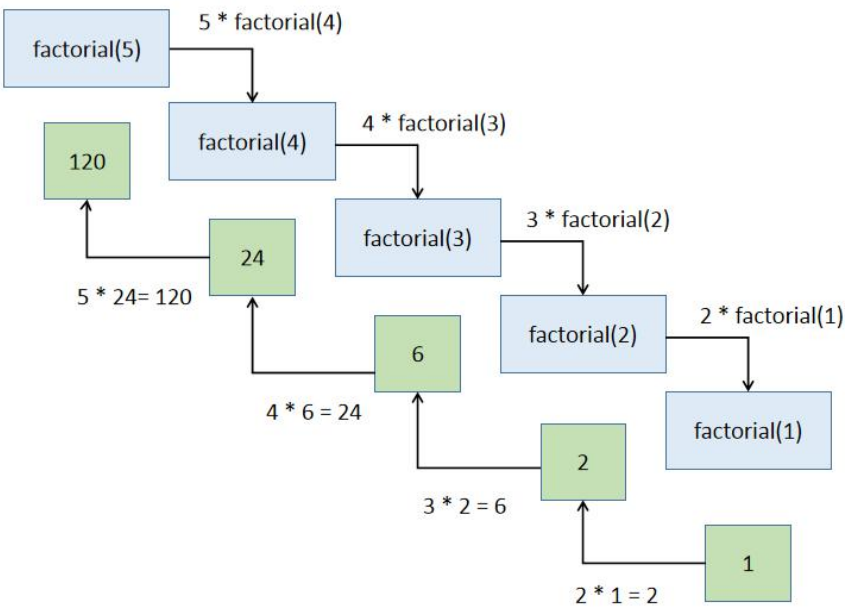 5 * factorial(4)
factorial(5)
4 * factorial(3)
factorial(4)
120
3 * factorial(2)
factorial(3)
24
5 * 24= 120
2 * factorial(1)
factorial(2)
6
4 * 6 = 24
factorial(1)
2
3 * 2 = 6
1
2 * 1 = 2